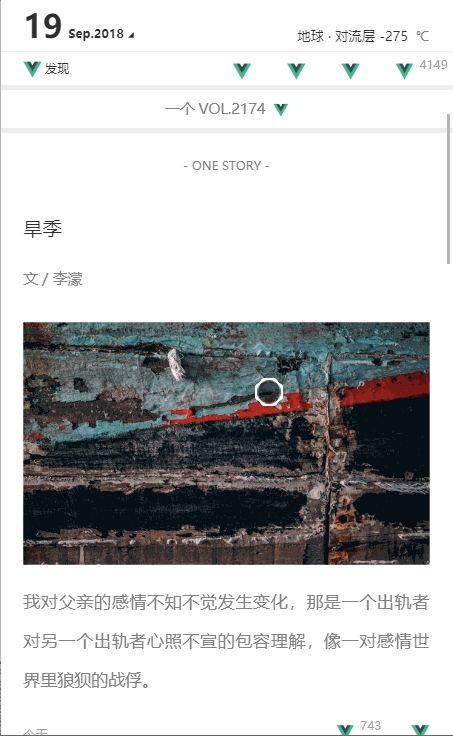 19 Sep.2018
地球 · 对流层 -275 ℃
发现
4149
一个 VOL.2174
- ONE STORY -
旱季
文 / 李濛
我对父亲的感情不知不觉发生变化，那是一个出轨者
对另一个出轨者心照不宣的包容理解，像一对感情世
界里狼狈的战俘。
今天
743